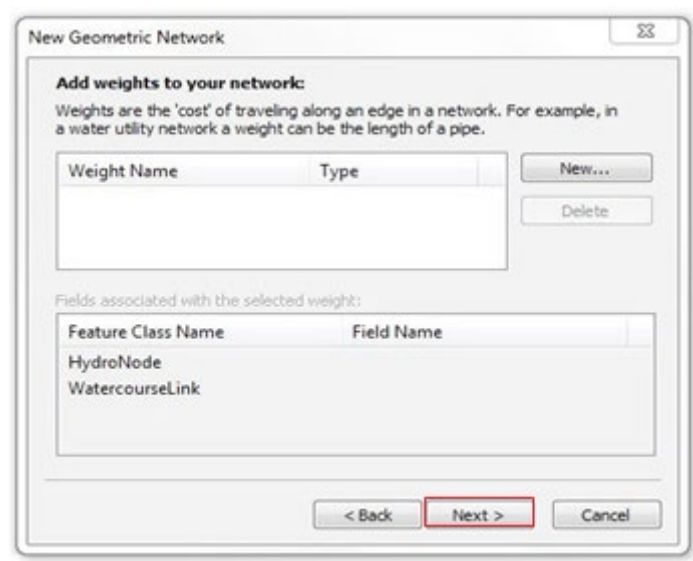 New Geometric Network
Add weights to your network:
Weights are the 'cost' of traveling along an edge in a network. For example, in
a water utility network a weight can be the length of a pipe.
Weight Name Type
New...
Delete
Fields associated with the selected weight:
Feature Class Name Field Name
HydroNode
WatercourseLink
< Back Next > Cancel